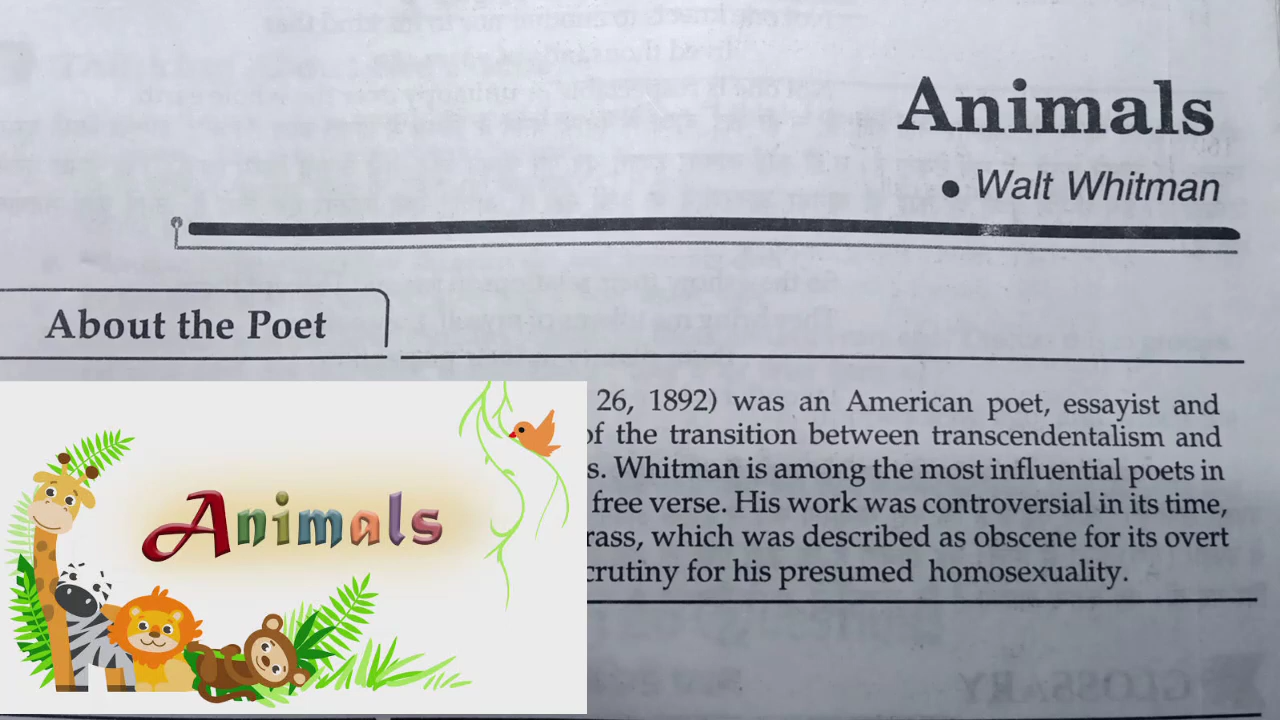 Animals
• Walt Whitman
About the Poet
26, 1892) was an American poet, essayist and
of the transition between transcendentalism and
s. Whitman is among the most influential poets in
free verse. His work was controversial in its time,
rass, which was described as obscene for its overt
crutiny for his presumed homosexuality.
Animals
GLOSSARY